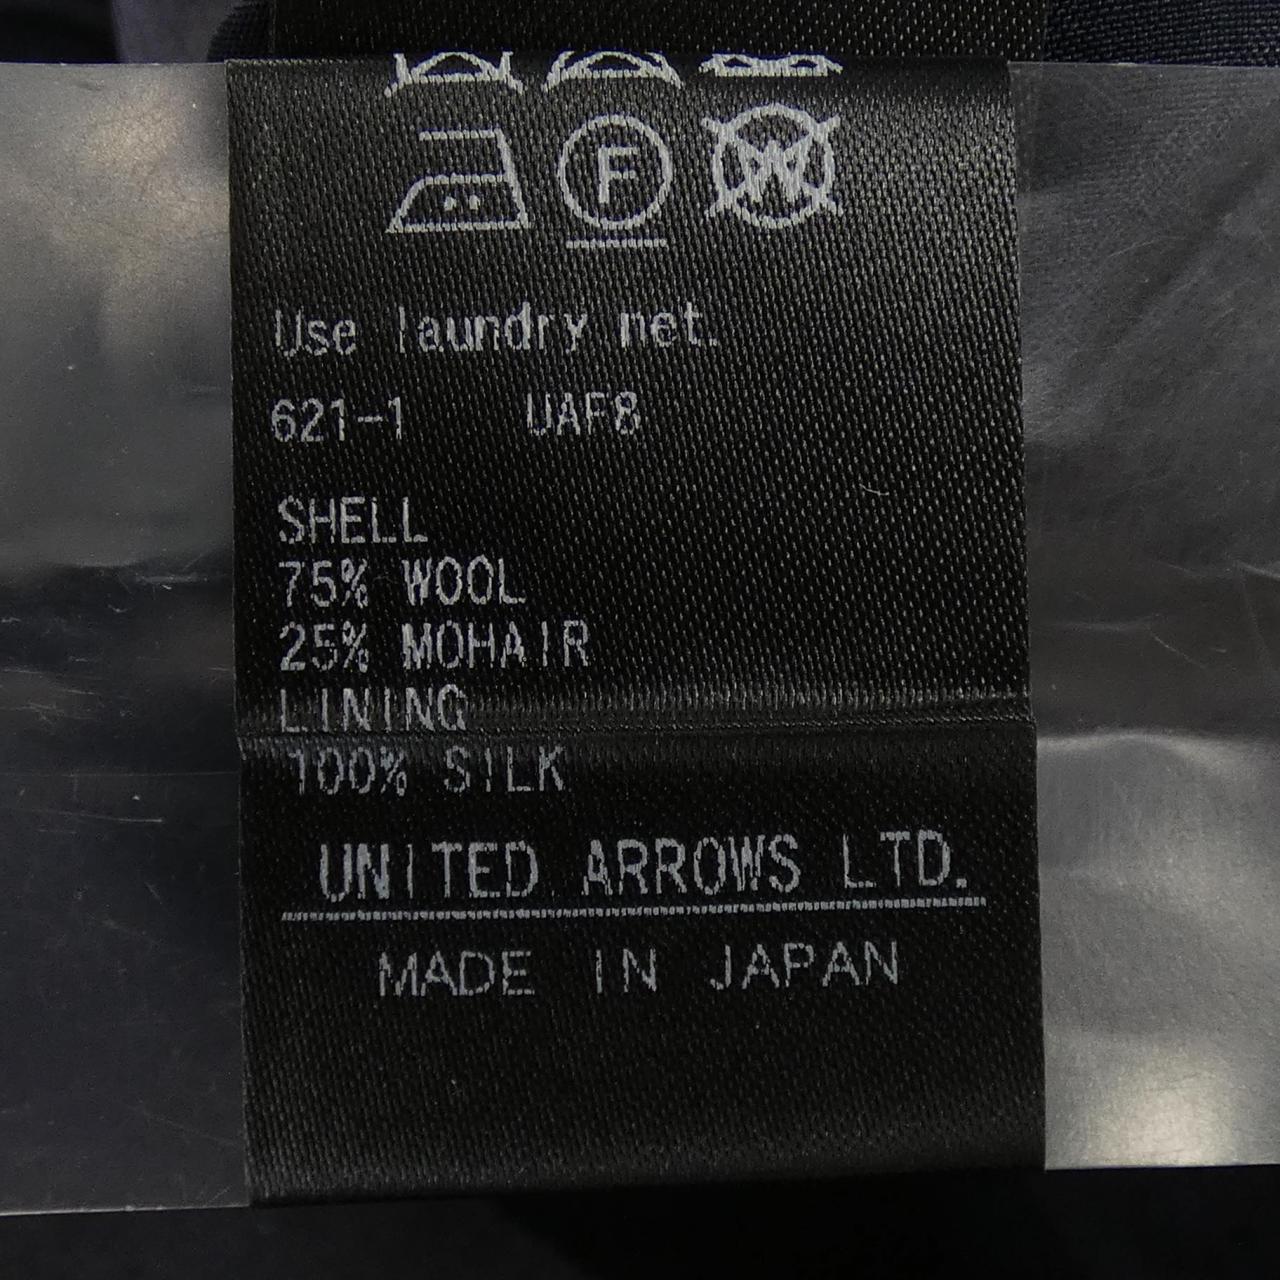 F
W
Use laundry net.
621-1 UAF8
SHELL
75% WOOL
25% MOHAIR
LINING
100% SILK
UNITED ARROWS LTD.
MADE IN JAPAN